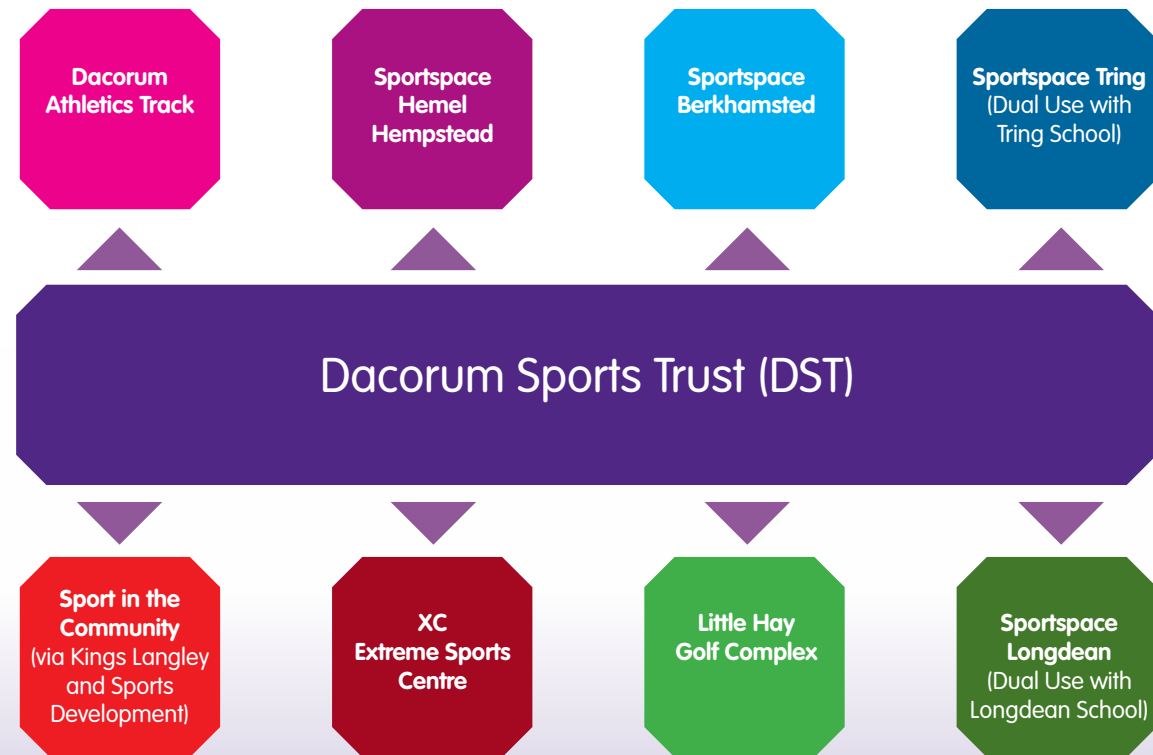 Dacorum
Athletics Track
Sportspace
Hemel
Hempstead
Sportspace
Berkhamsted
Sportspace Tring
(Dual Use with
Tring School)
Dacorum Sports Trust (DST)
Sport in the
Community
(via Kings Langley
and Sports
Development)
XC
Extreme Sports
Centre
Little Hay
Golf Complex
Sportspace
Longdean
(Dual Use with
Longdean School)